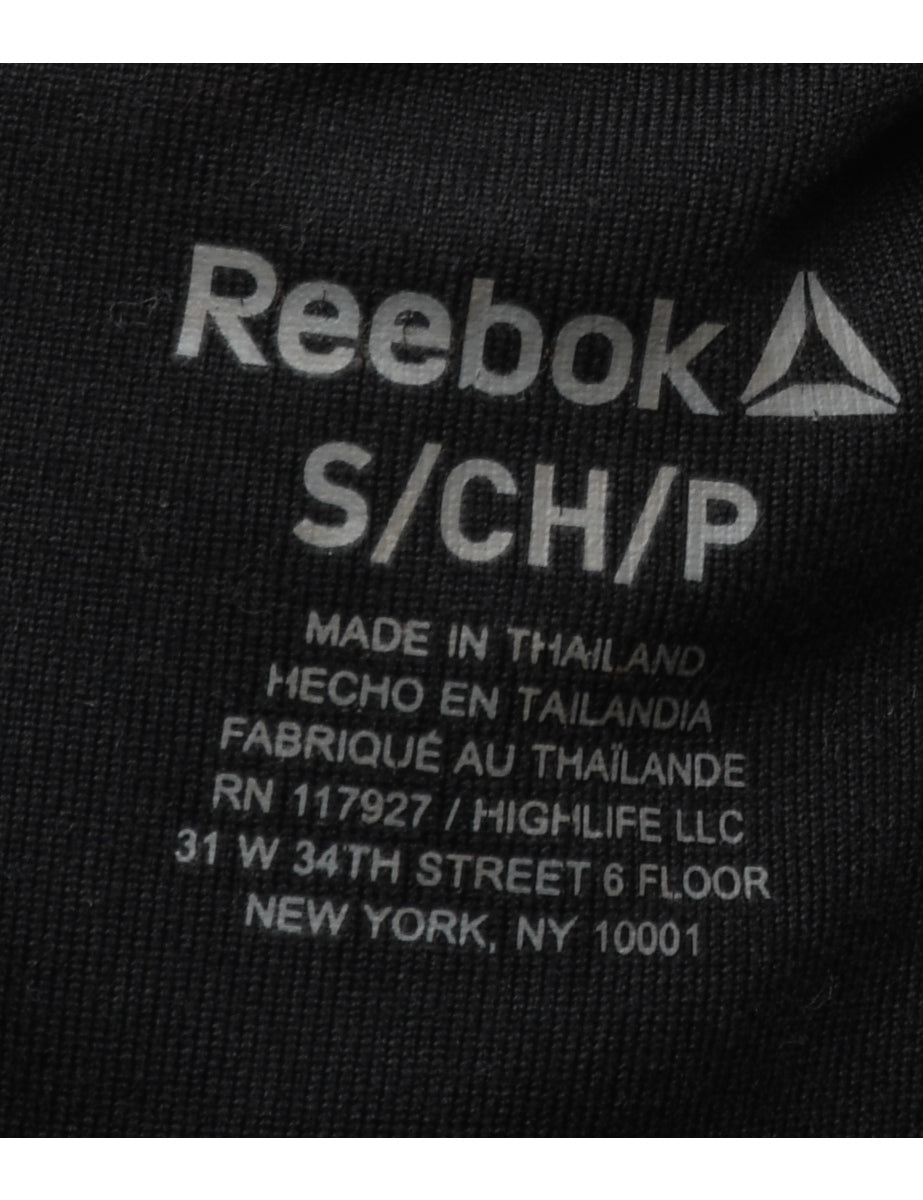 Reebok
S/CH/P
MADE IN THAILAND
HECHO EN TAILANDIA
FABRIQUÉ AU THAÏLANDE
RN 117927 / HIGHLIFE LLC
31 W 34TH STREET 6 FLOOR
NEW YORK, NY 10001